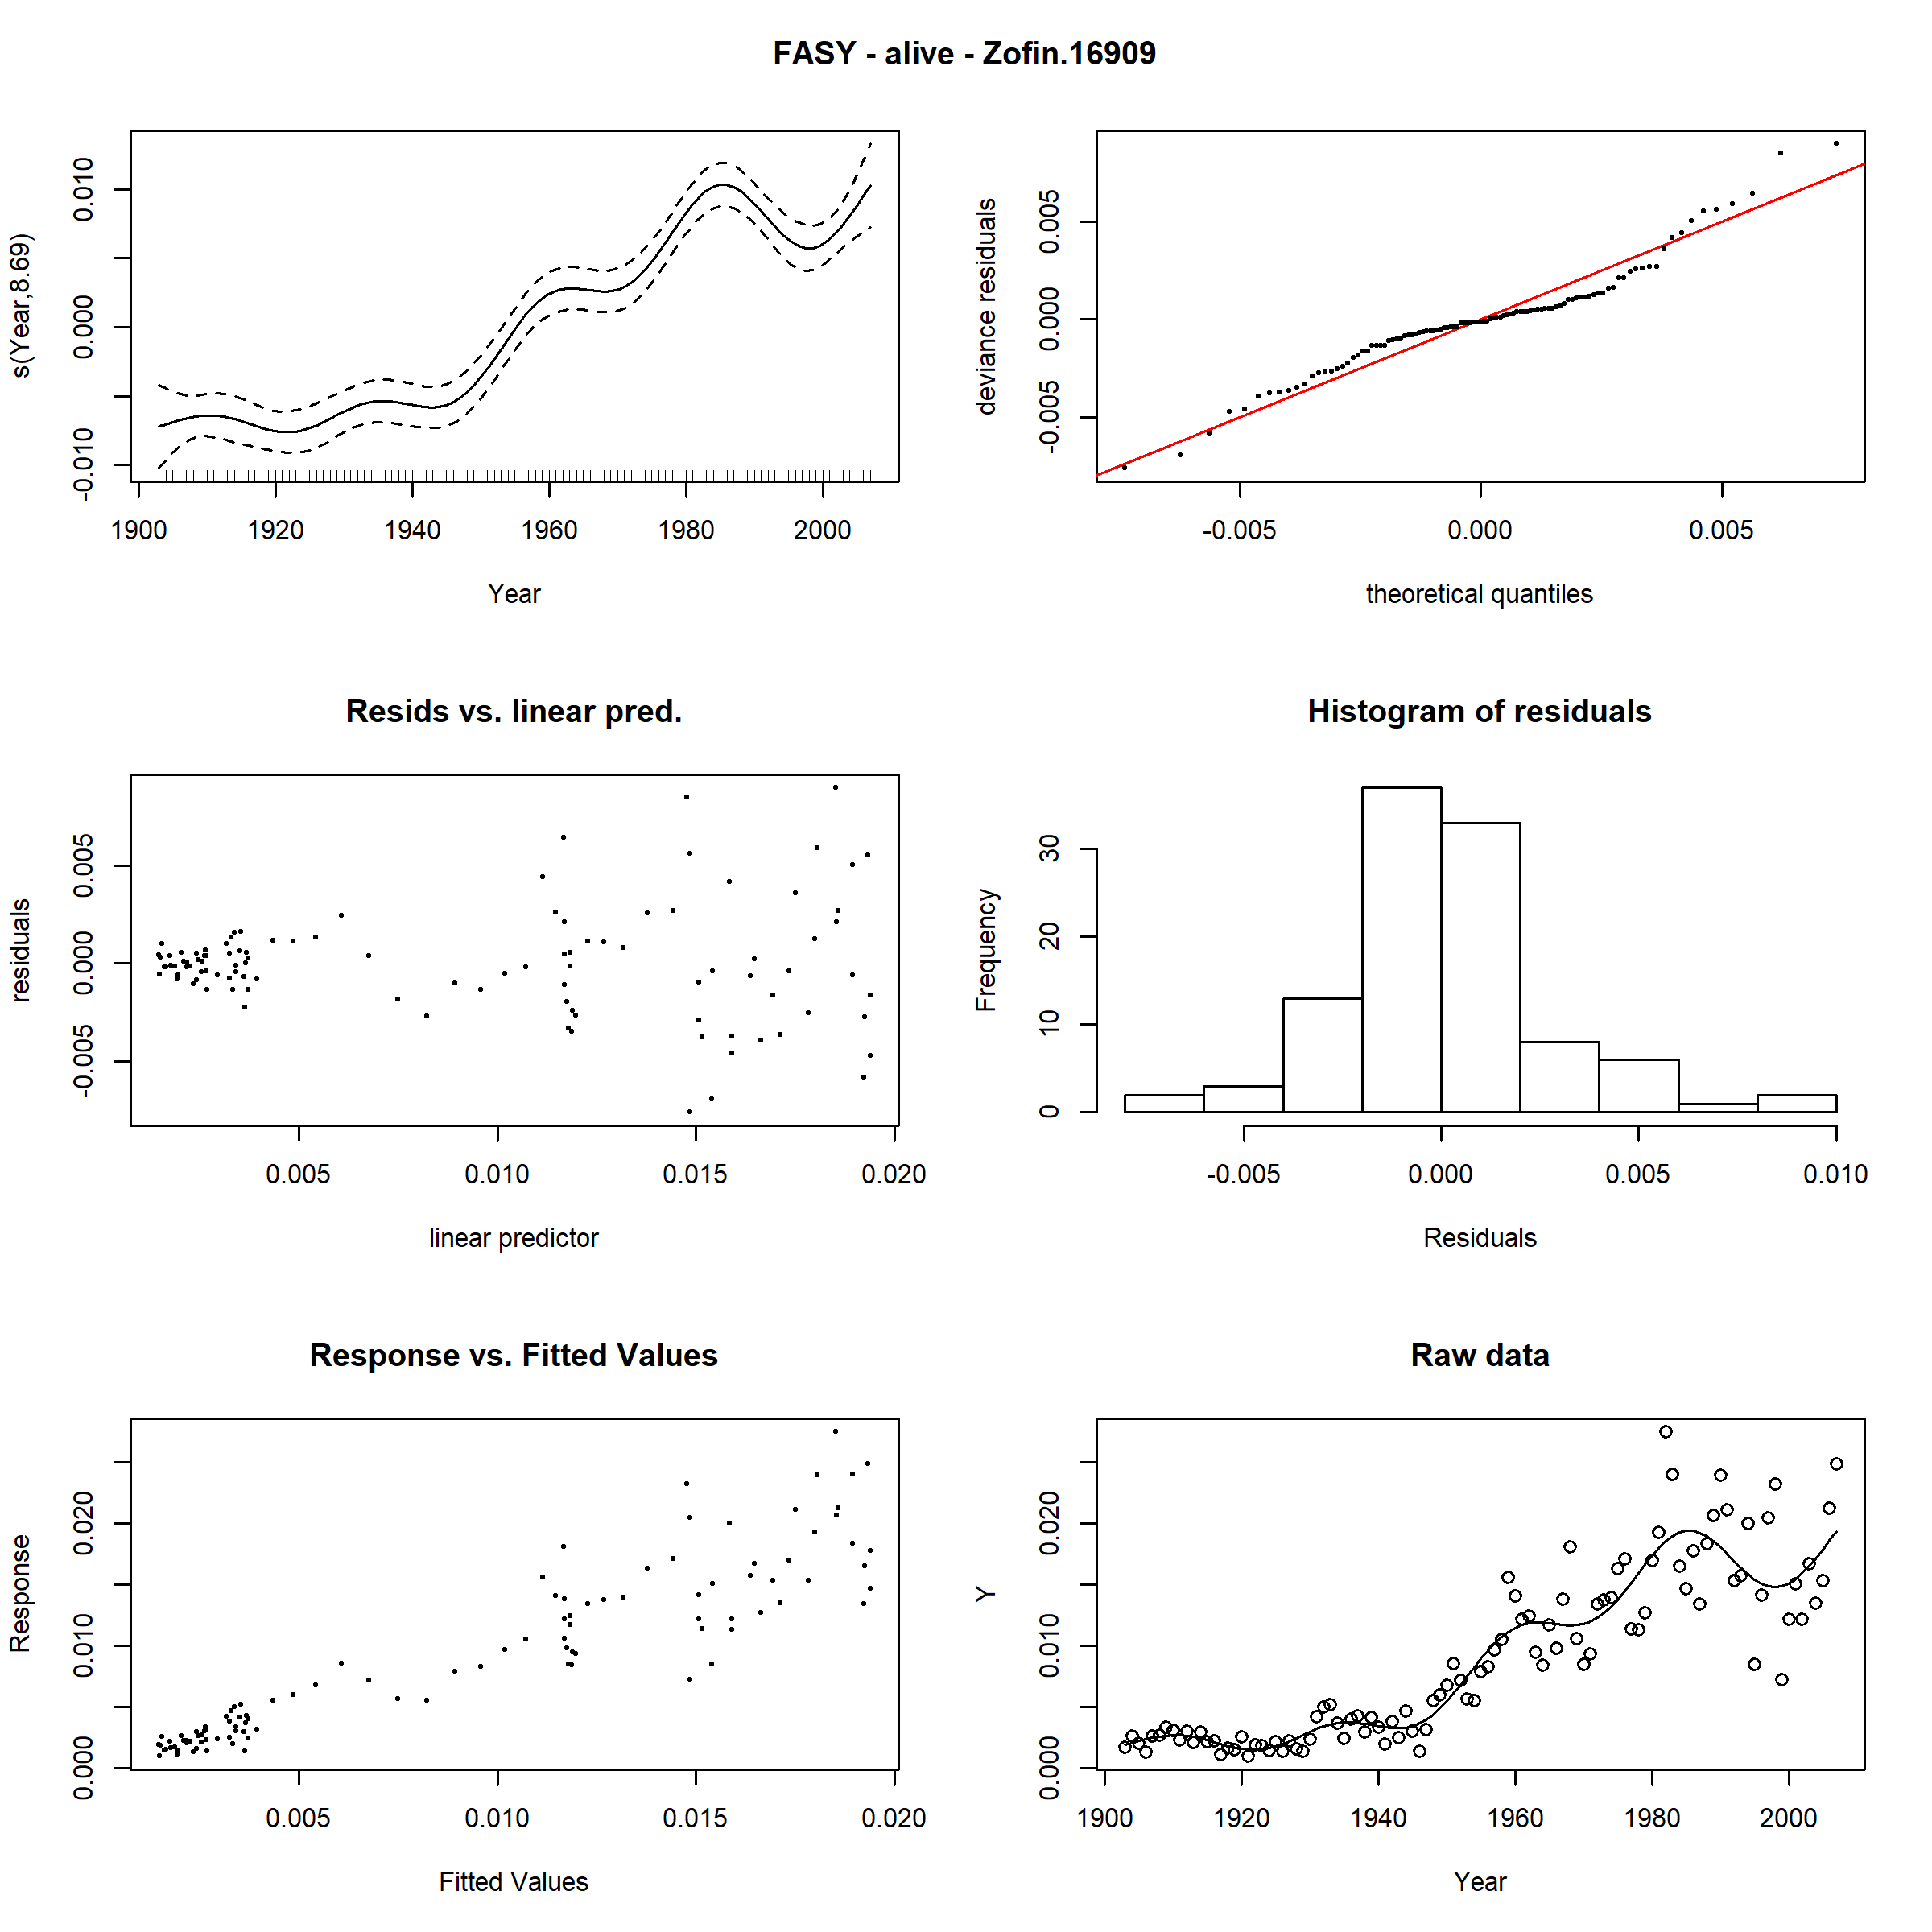 FASY - alive - Zofin.16909
s(Year,8.69)
-0.010 0.000 0.010
1900 1920 1940 1960 1980 2000
Year
deviance residuals
-0.005 0.000 0.005
-0.005 0.000 0.005
theoretical quantiles
Resids vs. linear pred.
residuals
-0.005 0.000 0.005
0.005 0.010 0.015 0.020
linear predictor
Histogram of residuals
Frequency
0 10 20 30
-0.005 0.000 0.005 0.010
Residuals
Response vs. Fitted Values
Response
0.000 0.010 0.020
0.005 0.010 0.015 0.020
Fitted Values
Raw data
Y
0.000 0.010 0.020
1900 1920 1940 1960 1980 2000
Year